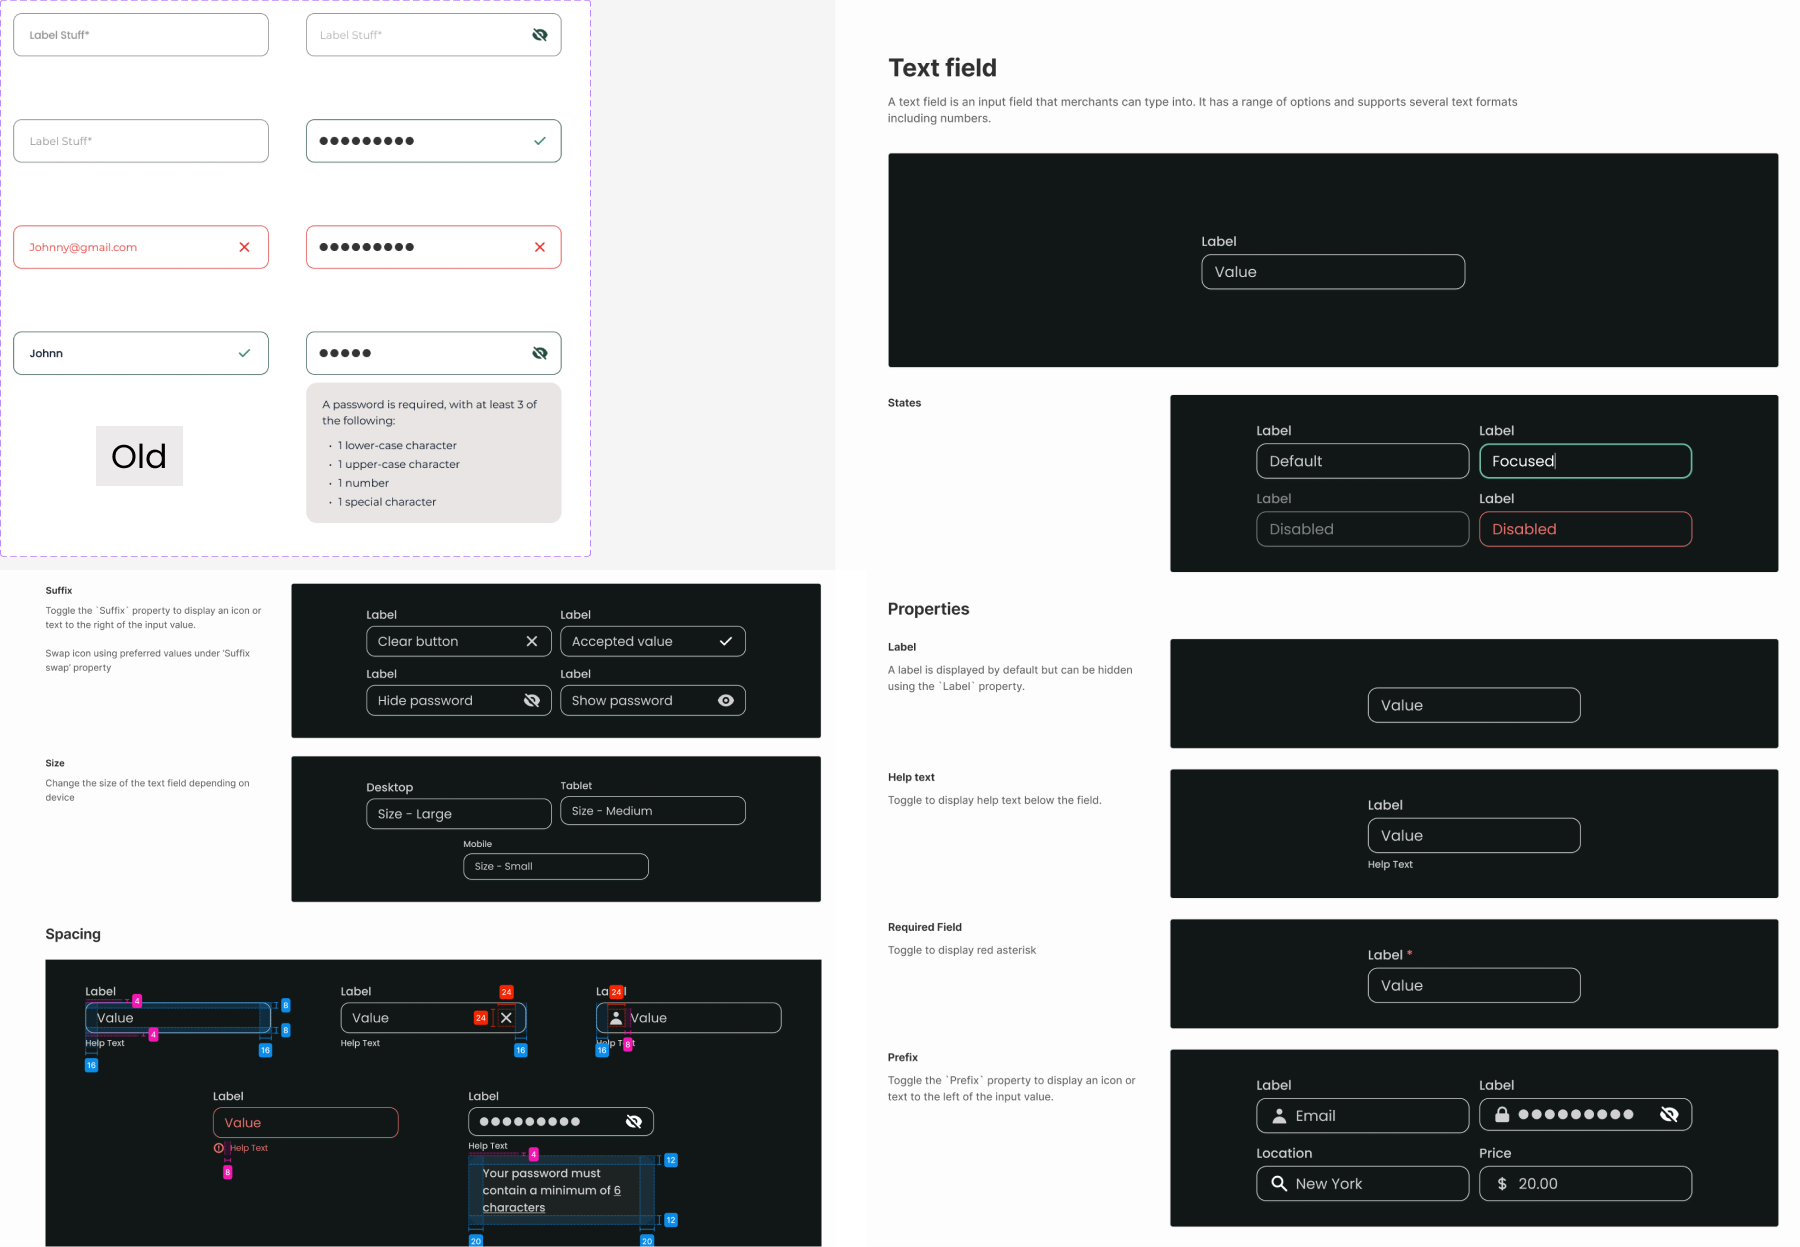 Label Stuff*
Label Stuff*
Label Stuff*
Johnny@gmail.com
Johnn
A password is required, with at least 3 of
the following:
• 1 lower-case character
• 1 upper-case character
• 1 number
• 1 special character
Old
Suffix
Toggle the `Suffix` property to display an icon or
text to the right of the input value.
Swap icon using preferred values under 'Suffix
swap' property
Label
Clear button
Label
Accepted value
Label
Hide password
Label
Show password
Size
Change the size of the text field depending on
device
Desktop
Size - Large
Tablet
Size - Medium
Mobile
Size - Small
Spacing
Label
4
8
Value
8
4
Help Text
16
16
Label
24
Value
24
Help Text
16
24
Value
16
8
Label
Value
Help Text
8
Label
Help Text
4
12
Your password must
contain a minimum of 6
characters
12
20
20
Text field
A text field is an input field that merchants can type into. It has a range of options and supports several text formats
including numbers.
Label
Value
States
Label
Default
Label
Focused
Label
Disabled
Label
Disabled
Properties
Label
A label is displayed by default but can be hidden
using the `Label` property.
Value
Help text
Toggle to display help text below the field.
Label
Value
Help Text
Required Field
Toggle to display red asterisk
Label *
Value
Prefix
Toggle the `Prefix` property to display an icon or
text to the left of the input value.
Label
Email
Label
Location
New York
Price
$ 20.00